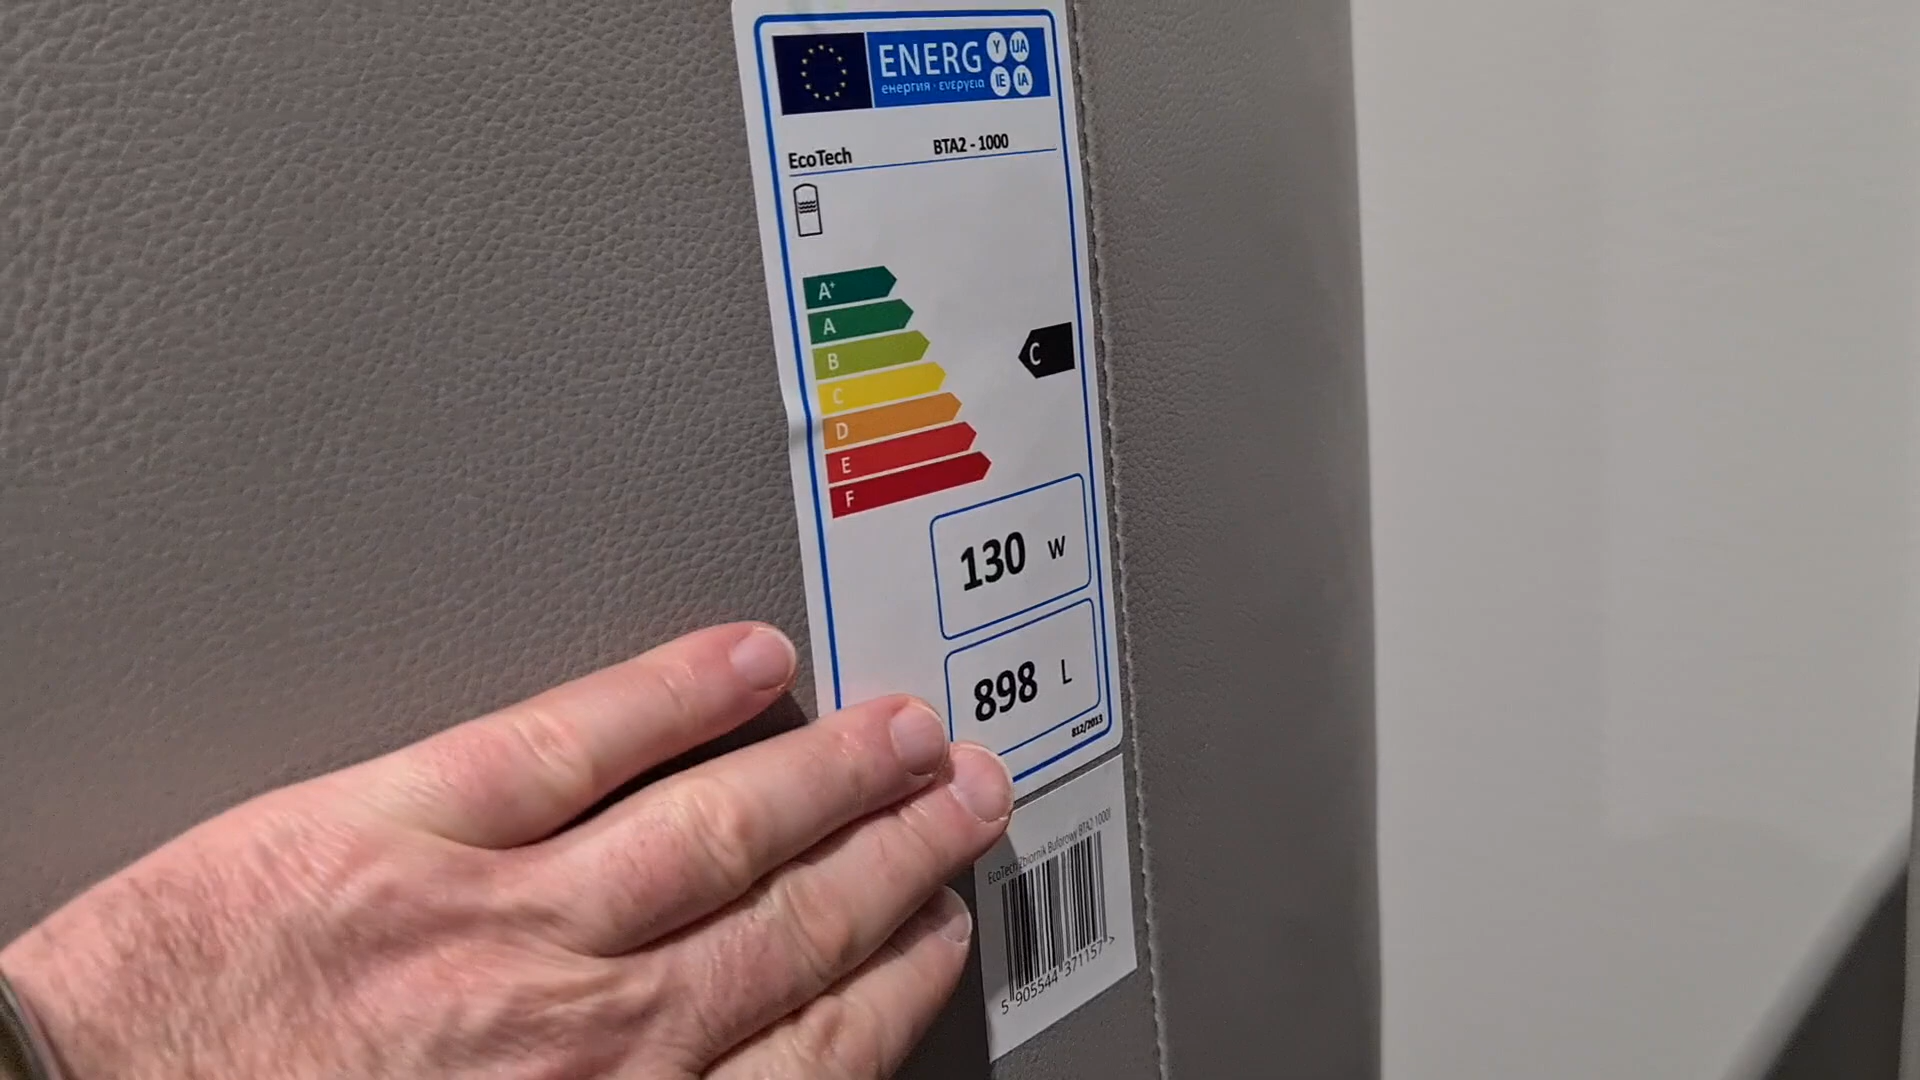 ENERG Y UA
енергия · ενεργεια IE IA
EcoTech BTA2 - 1000
A+
A
B
C
C
D
E
F
130 W
898 L
812/2013
EcoTech Zbiornik Buforowy BTA2 1000l
5 905544 371157 >